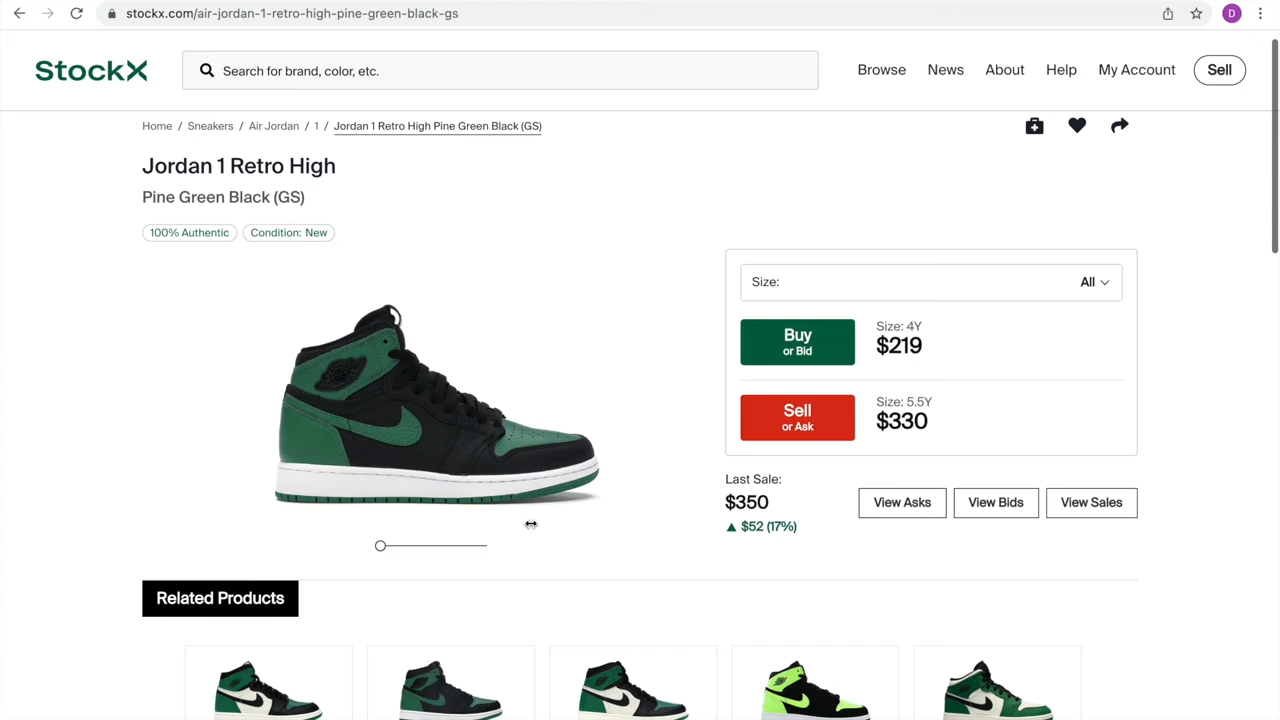 stockx.com/air-jordan-1-retro-high-pine-green-black-gs
D
StockX
Search for brand, color, etc.
Browse News About Help My Account Sell
Home / Sneakers / Air Jordan / 1 / Jordan 1 Retro High Pine Green Black (GS)
Jordan 1 Retro High
Pine Green Black (GS)
100% Authentic Condition: New
Size: All
Buy
or Bid
Size: 4Y
$219
Sell
or Ask
Size: 5.5Y
$330
Last Sale:
$350
▲ $52 (17%)
View Asks View Bids View Sales
Related Products